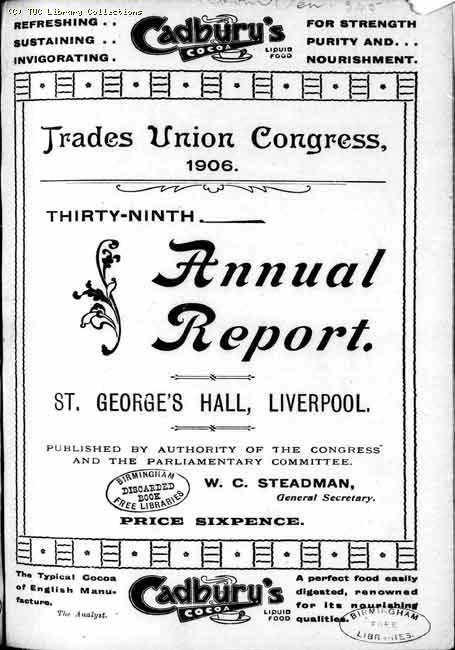 (C) TUC Library Collections
REFRESHING . .
SUSTAINING . .
INVIGORATING.
Cadbury's
COCOA
LIQUID
FOOD
FOR STRENGTH
PURITY AND . . .
NOURISHMENT.
Trades Union Congress,
1906.
THIRTY-NINTH
Annual
Report.
ST. GEORGE'S HALL, LIVERPOOL.
PUBLISHED BY AUTHORITY OF THE CONGRESS
AND THE PARLIAMENTARY COMMITTEE.
BIRMINGHAM
DISCARDED
BOOK
FREE LIBRARIES
W. C. STEADMAN,
General Secretary.
PRICE SIXPENCE.
The Typical Cocoa
of English Manu-
facture.
The Analyst.
Cadbury's
COCOA
LIQUID
FOOD
A perfect food easily
digested, renowned
for its nourishing
qualities.
BIRMINGHAM
FREE
LIBRARIES.